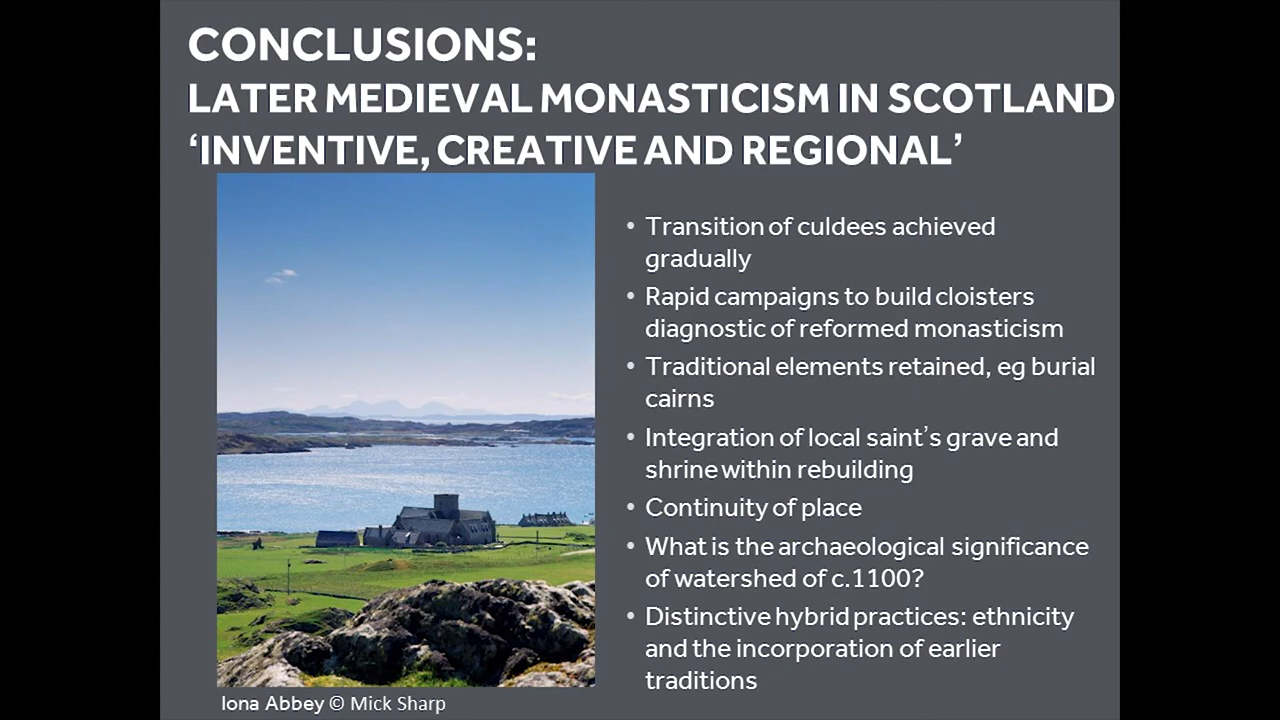 CONCLUSIONS:
LATER MEDIEVAL MONASTICISM IN SCOTLAND
‘INVENTIVE, CREATIVE AND REGIONAL’
• Transition of culdees achieved
gradually
• Rapid campaigns to build cloisters
diagnostic of reformed monasticism
• Traditional elements retained, eg burial
cairns
• Integration of local saint’s grave and
shrine within rebuilding
• Continuity of place
• What is the archaeological significance
of watershed of c.1100?
• Distinctive hybrid practices: ethnicity
and the incorporation of earlier
traditions
Iona Abbey © Mick Sharp